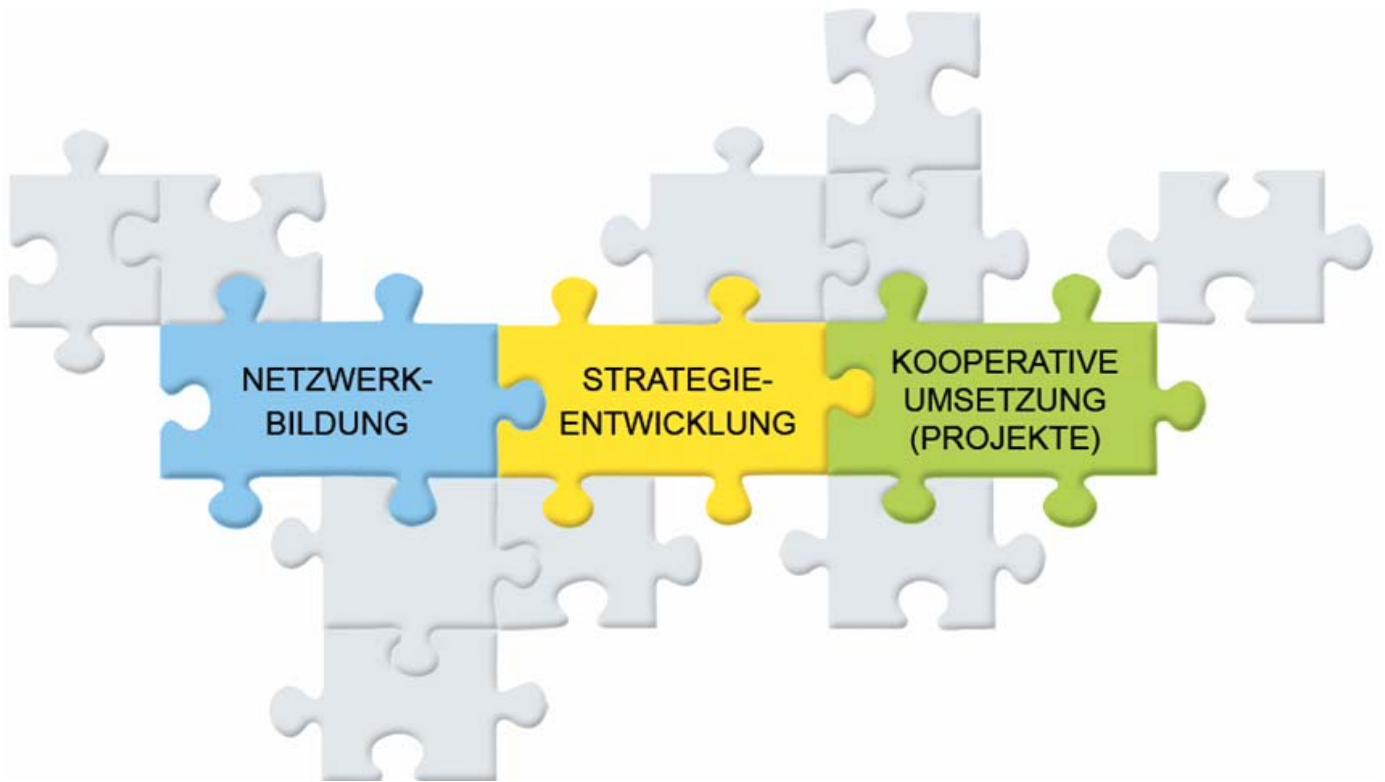 NETZWERK-
BILDUNG
STRATEGIE-
ENTWICKLUNG
KOOPERATIVE
UMSETZUNG
(PROJEKTE)